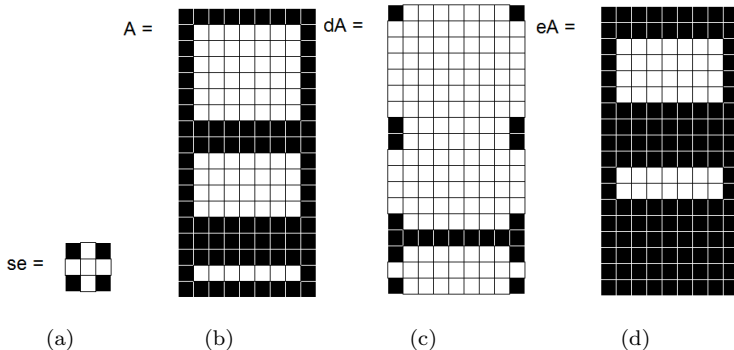 A =
dA =
eA =
se =
(a) (b) (c) (d)